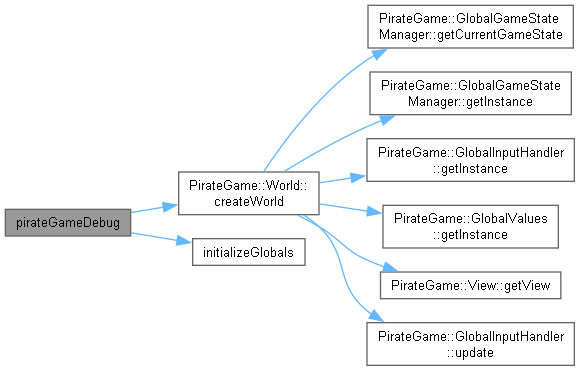 PirateGame::GlobalGameState
Manager::getCurrentGameState
PirateGame::GlobalGameState
Manager::getInstance
PirateGame::GlobalInputHandler
::getInstance
PirateGame::World::
createWorld
PirateGame::GlobalValues
::getInstance
pirateGameDebug
initializeGlobals
PirateGame::View::getView
PirateGame::GlobalInputHandler
::update